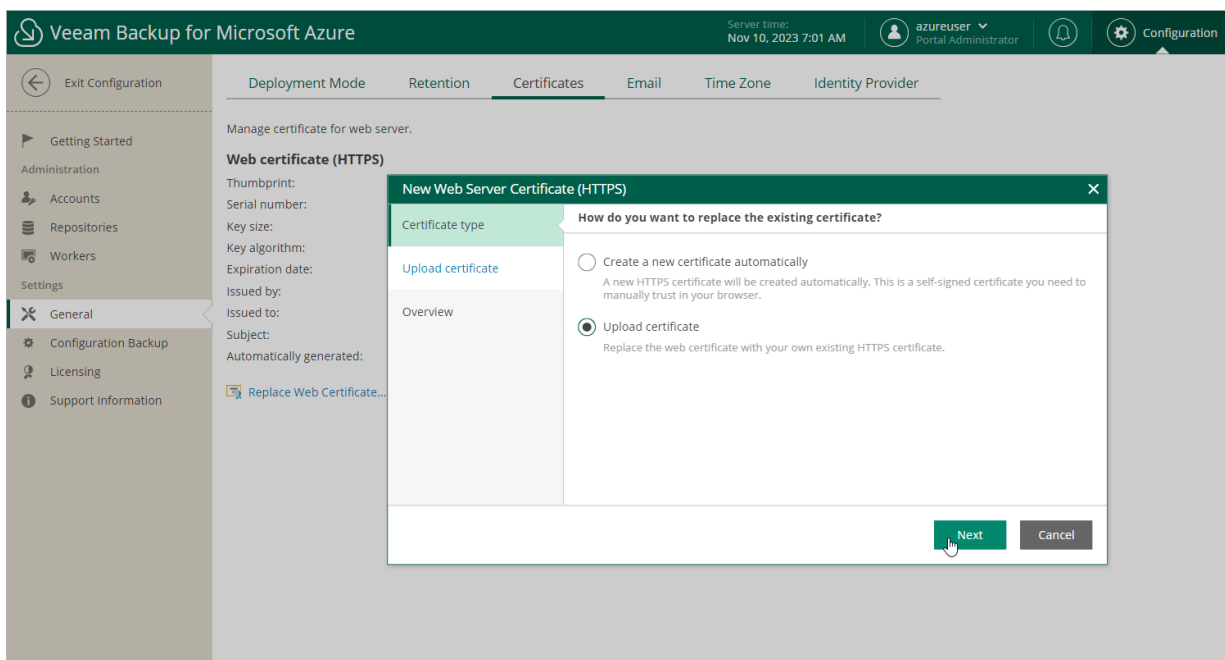 Veeam Backup for Microsoft Azure
Server time:
Nov 10, 2023 7:01 AM
azureuser
Portal Administrator
Configuration
Exit Configuration
Getting Started
Administration
Accounts
Repositories
Workers
Settings
General
Configuration Backup
Licensing
Support Information
Deployment Mode Retention Certificates Email Time Zone Identity Provider
Manage certificate for web server.
Web certificate (HTTPS)
Thumbprint:
Serial number:
Key size:
Key algorithm:
Expiration date:
Issued by:
Issued to:
Subject:
Automatically generated:
Replace Web Certificate...
New Web Server Certificate (HTTPS)
Certificate type
Upload certificate
Overview
How do you want to replace the existing certificate?
Create a new certificate automatically
A new HTTPS certificate will be created automatically. This is a self-signed certificate you need to
manually trust in your browser.
Upload certificate
Replace the web certificate with your own existing HTTPS certificate.
Next Cancel